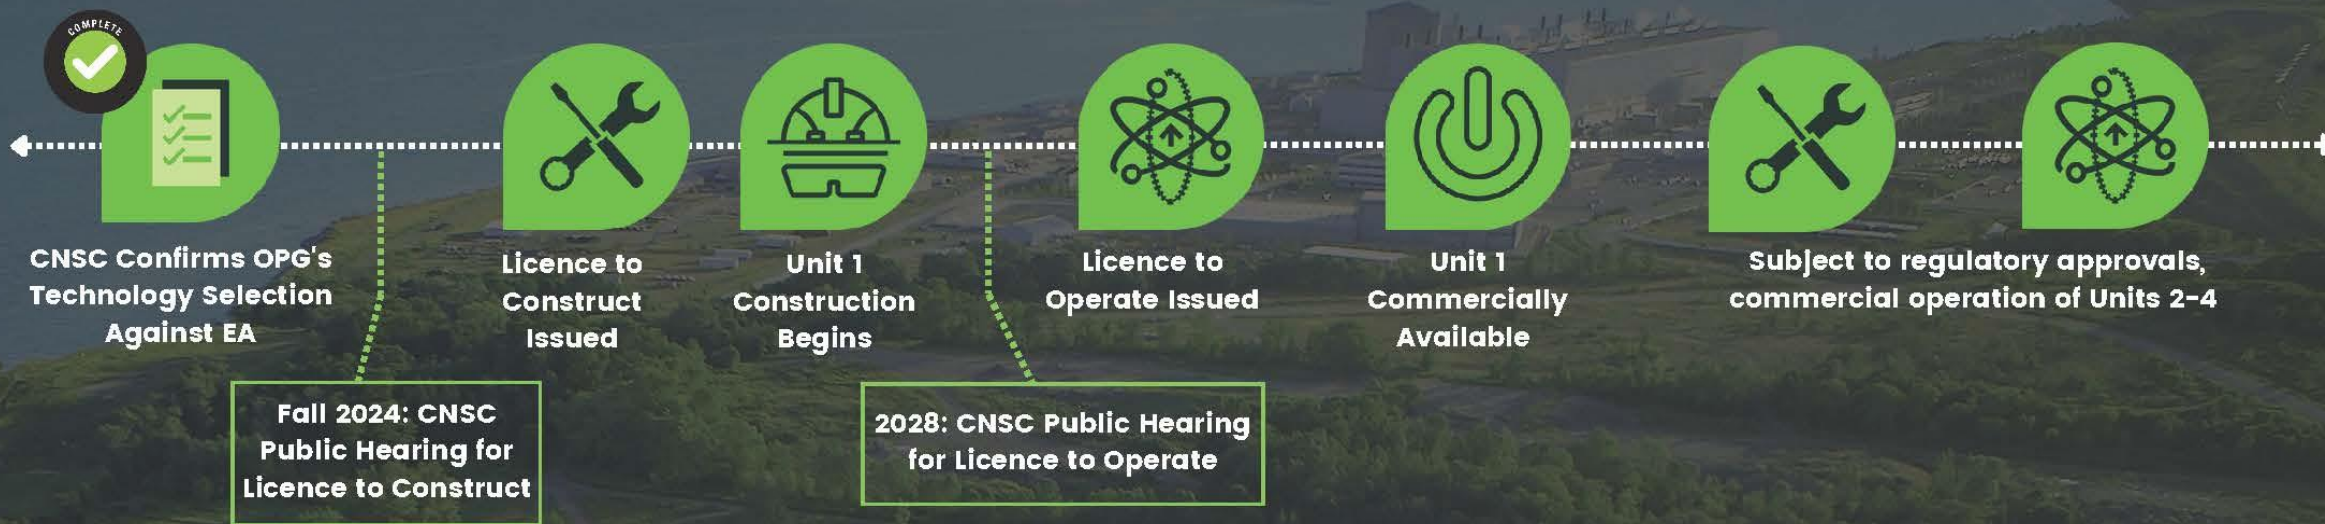 COMPLETE
CNSC Confirms OPG's
Technology Selection
Against EA
Fall 2024: CNSC
Public Hearing for
Licence to Construct
Licence to
Construct
Issued
Unit 1
Construction
Begins
2028: CNSC Public Hearing
for Licence to Operate
Licence to
Operate Issued
Unit 1
Commercially
Available
Subject to regulatory approvals,
commercial operation of Units 2-4